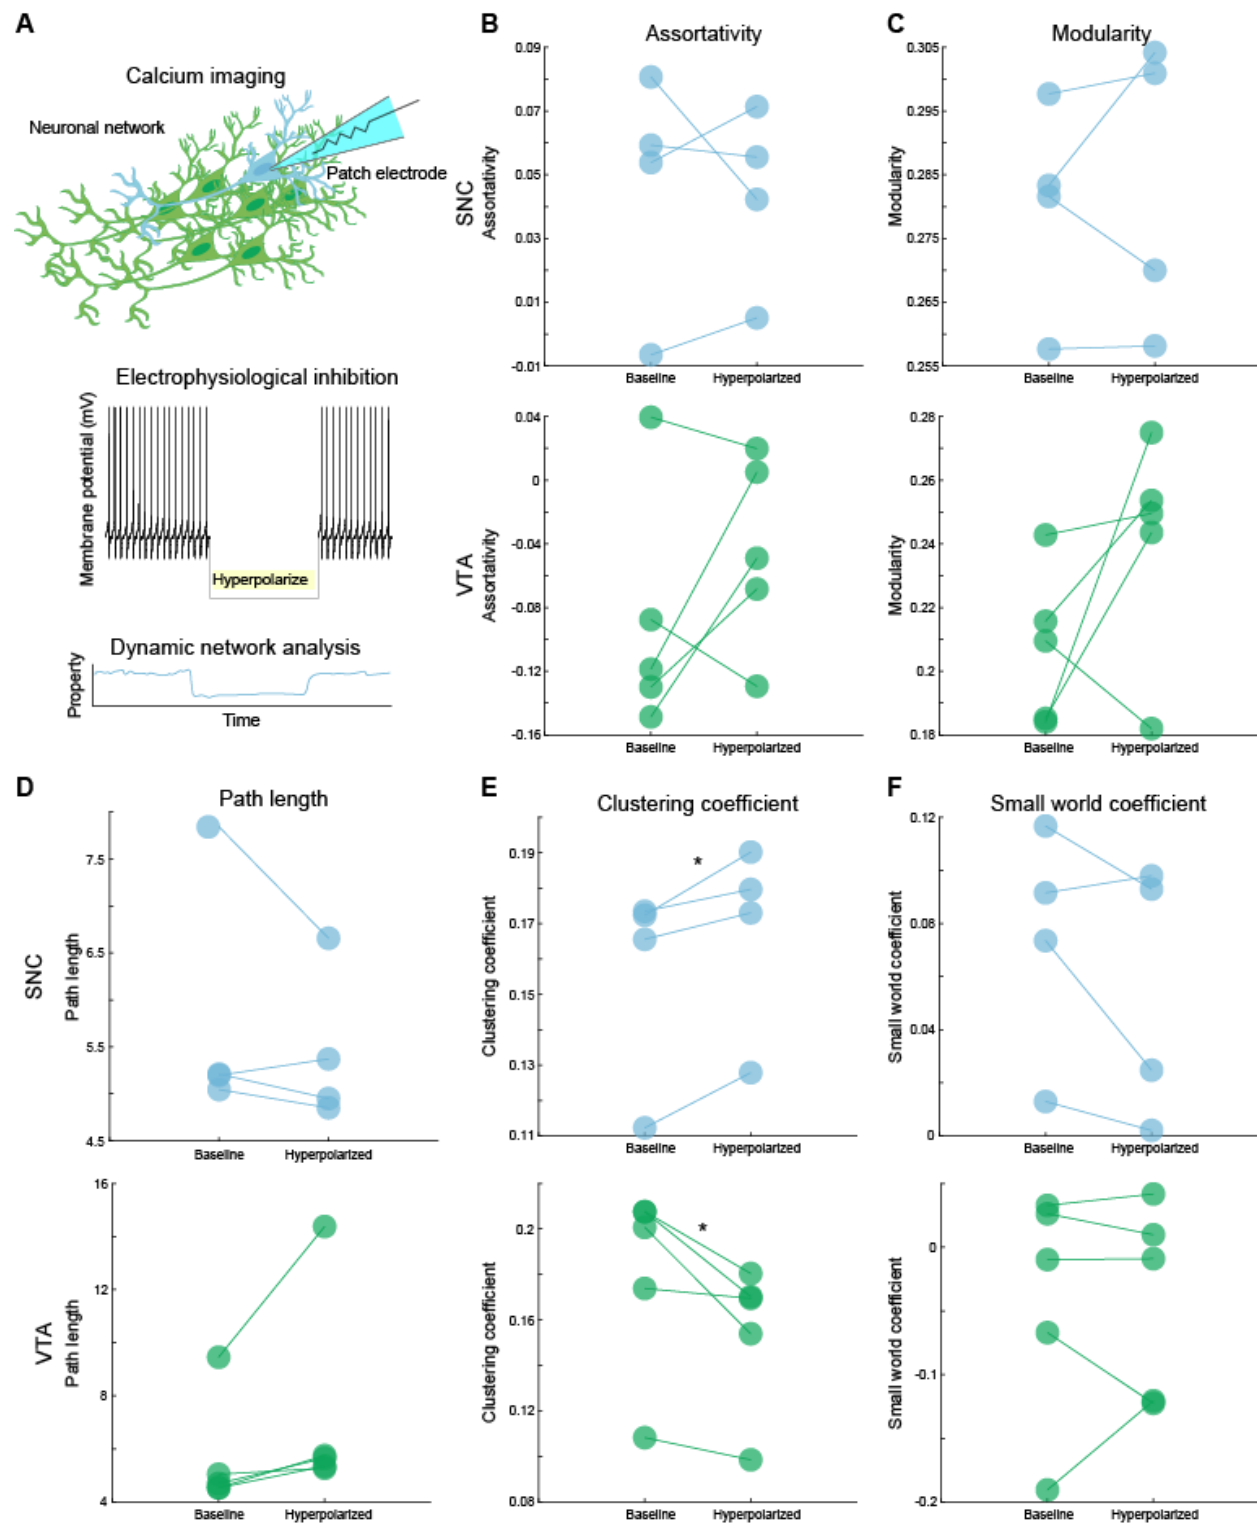 A
Calcium imaging
Neuronal network
Patch electrode
Electrophysiological inhibition
Membrane potential (mV)
Hyperpolarize
Dynamic network analysis
Property
Time
B
Assortativity
SNC
Assortativity
0.09
0.07
0.05
0.03
0.01
-0.01
Baseline Hyperpolarized
VTA
Assortativity
0.04
0
-0.04
-0.08
-0.12
-0.16
Baseline Hyperpolarized
C
Modularity
Modularity
0.305
0.295
0.285
0.275
0.265
0.255
Baseline Hyperpolarized
Modularity
0.28
0.26
0.24
0.22
0.2
0.18
Baseline Hyperpolarized
D
Path length
SNC
Path length
7.5
6.5
5.5
4.5
Baseline Hyperpolarized
VTA
Path length
16
12
8
4
Baseline Hyperpolarized
E
Clustering coefficient
Clustering coefficient
0.19
0.17
0.15
0.13
0.11
*
Baseline Hyperpolarized
Clustering coefficient
0.2
0.16
0.12
0.08
*
Baseline Hyperpolarized
F
Small world coefficient
Small world coefficient
0.12
0.08
0.04
0
Baseline Hyperpolarized
Small world coefficient
0
-0.1
-0.2
Baseline Hyperpolarized